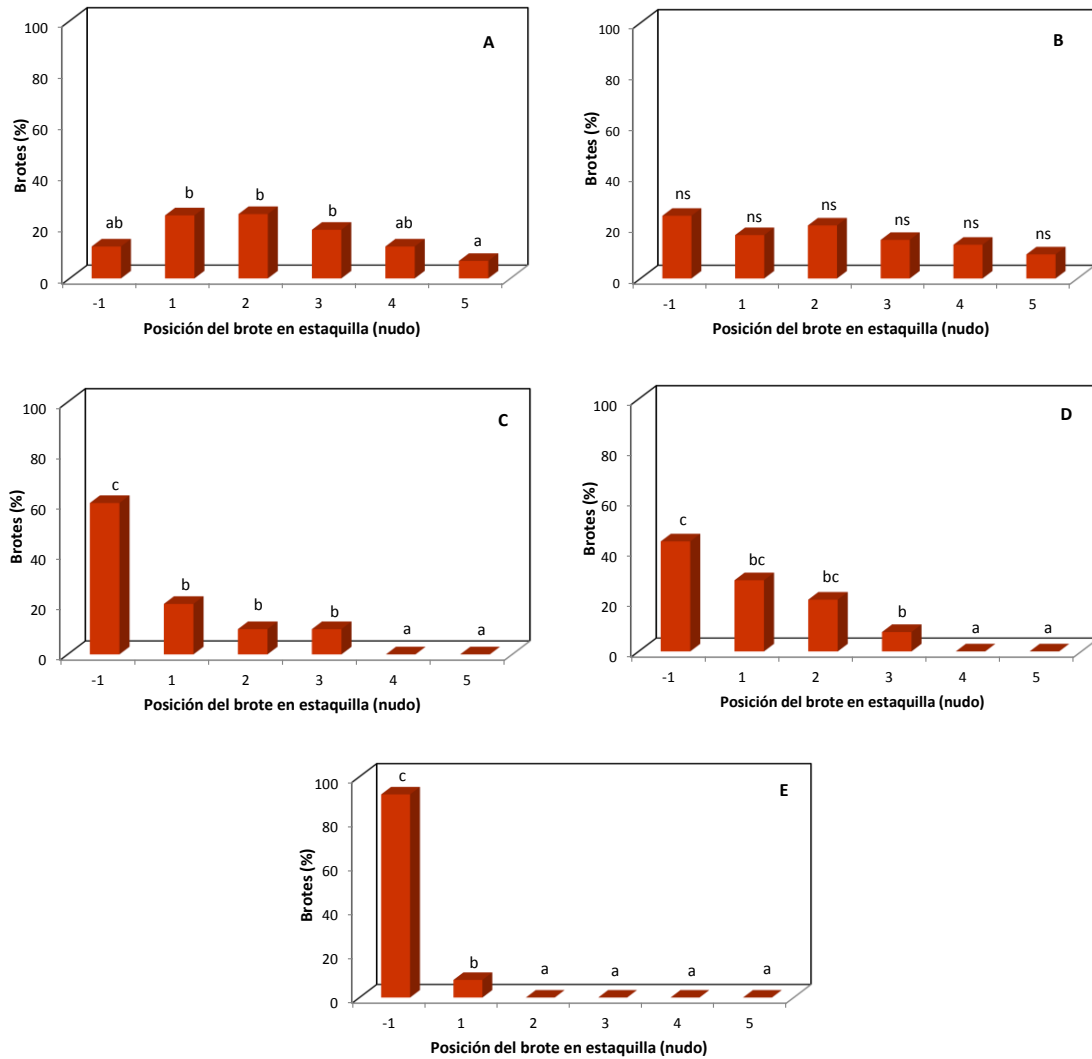 A
Brotes (%)
100
80
60
40
20
0
ab
b
b
b
ab
a
-1 1 2 3 4 5
Posición del brote en estaquilla (nudo)
B
Brotes (%)
100
80
60
40
20
0
ns
ns
ns
ns
ns
ns
-1 1 2 3 4 5
Posición del brote en estaquilla (nudo)
C
Brotes (%)
100
80
60
40
20
0
c
b
b
b
a
a
-1 1 2 3 4 5
Posición del brote en estaquilla (nudo)
D
Brotes (%)
100
80
60
40
20
0
c
bc
bc
b
a
a
-1 1 2 3 4 5
Posición del brote en estaquilla (nudo)
E
Brotes (%)
100
80
60
40
20
0
c
b
a
a
a
a
-1 1 2 3 4 5
Posición del brote en estaquilla (nudo)